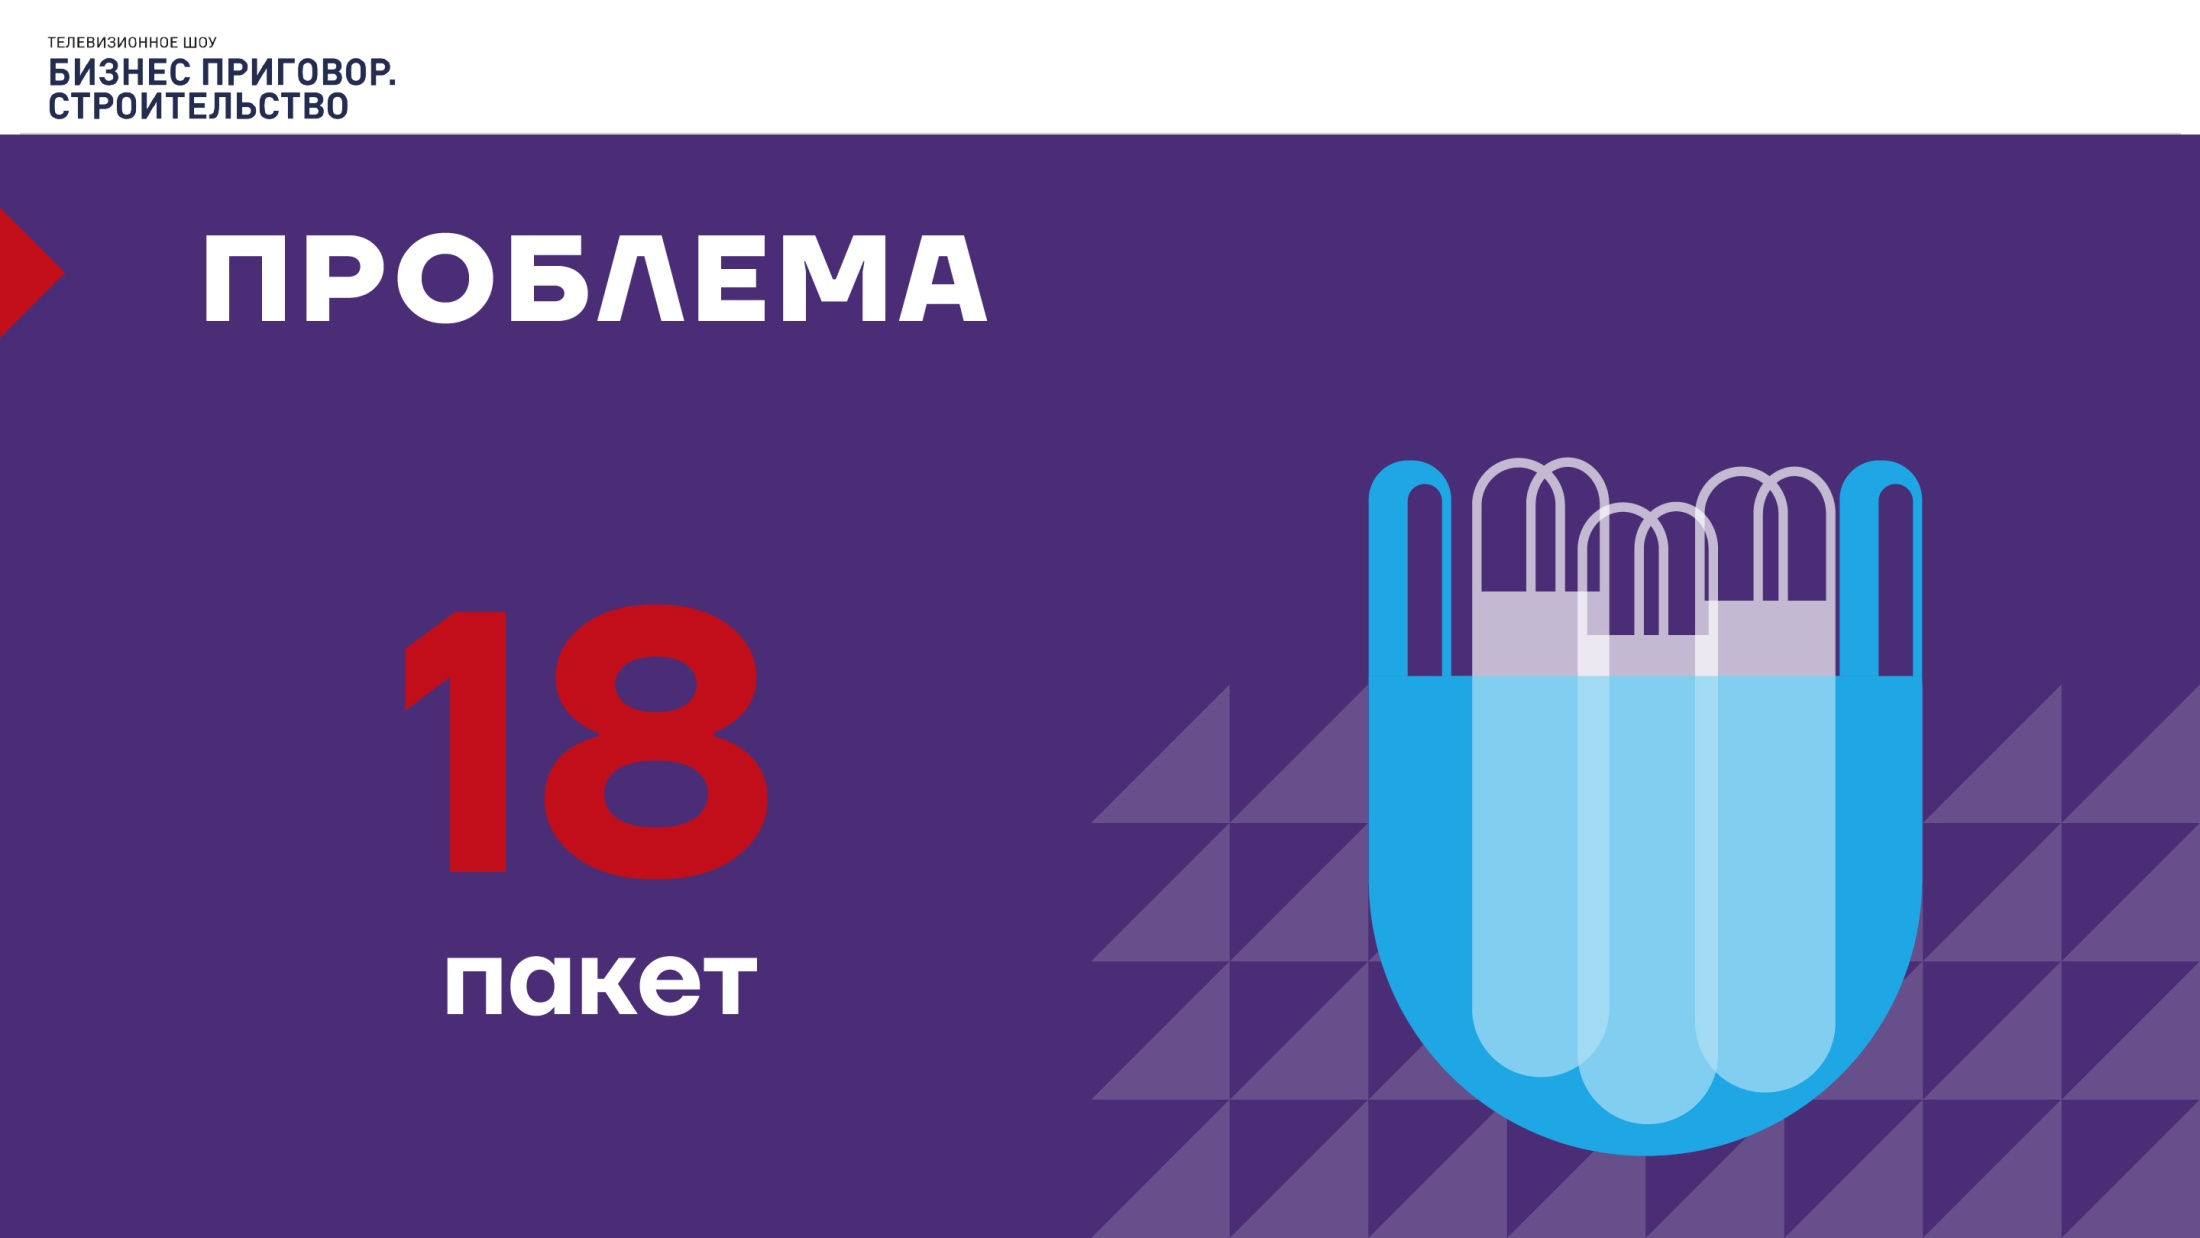 ТЕЛЕВИЗИОННОЕ ШОУ
БИЗНЕС ПРИГОВОР.
СТРОИТЕЛЬСТВО
ПРОБЛЕМА
18
пакет